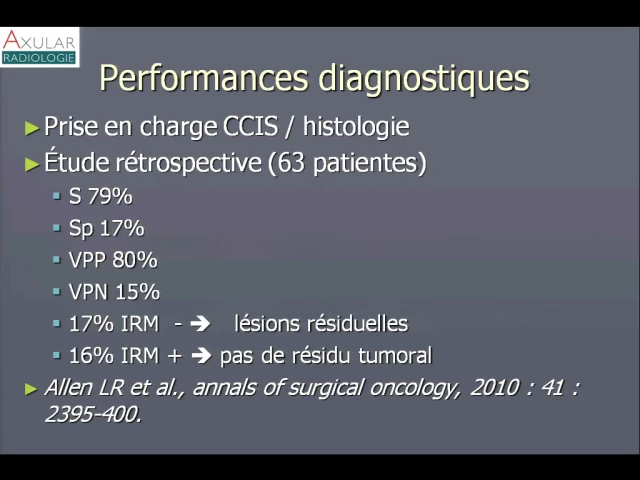 AXULAR
RADIOLOGIE
Performances diagnostiques
► Prise en charge CCIS / histologie
► Étude rétrospective (63 patientes)
▪ S 79%
▪ Sp 17%
▪ VPP 80%
▪ VPN 15%
▪ 17% IRM - ➔ lésions résiduelles
▪ 16% IRM + ➔ pas de résidu tumoral
► Allen LR et al., annals of surgical oncology, 2010 : 41 :
2395-400.